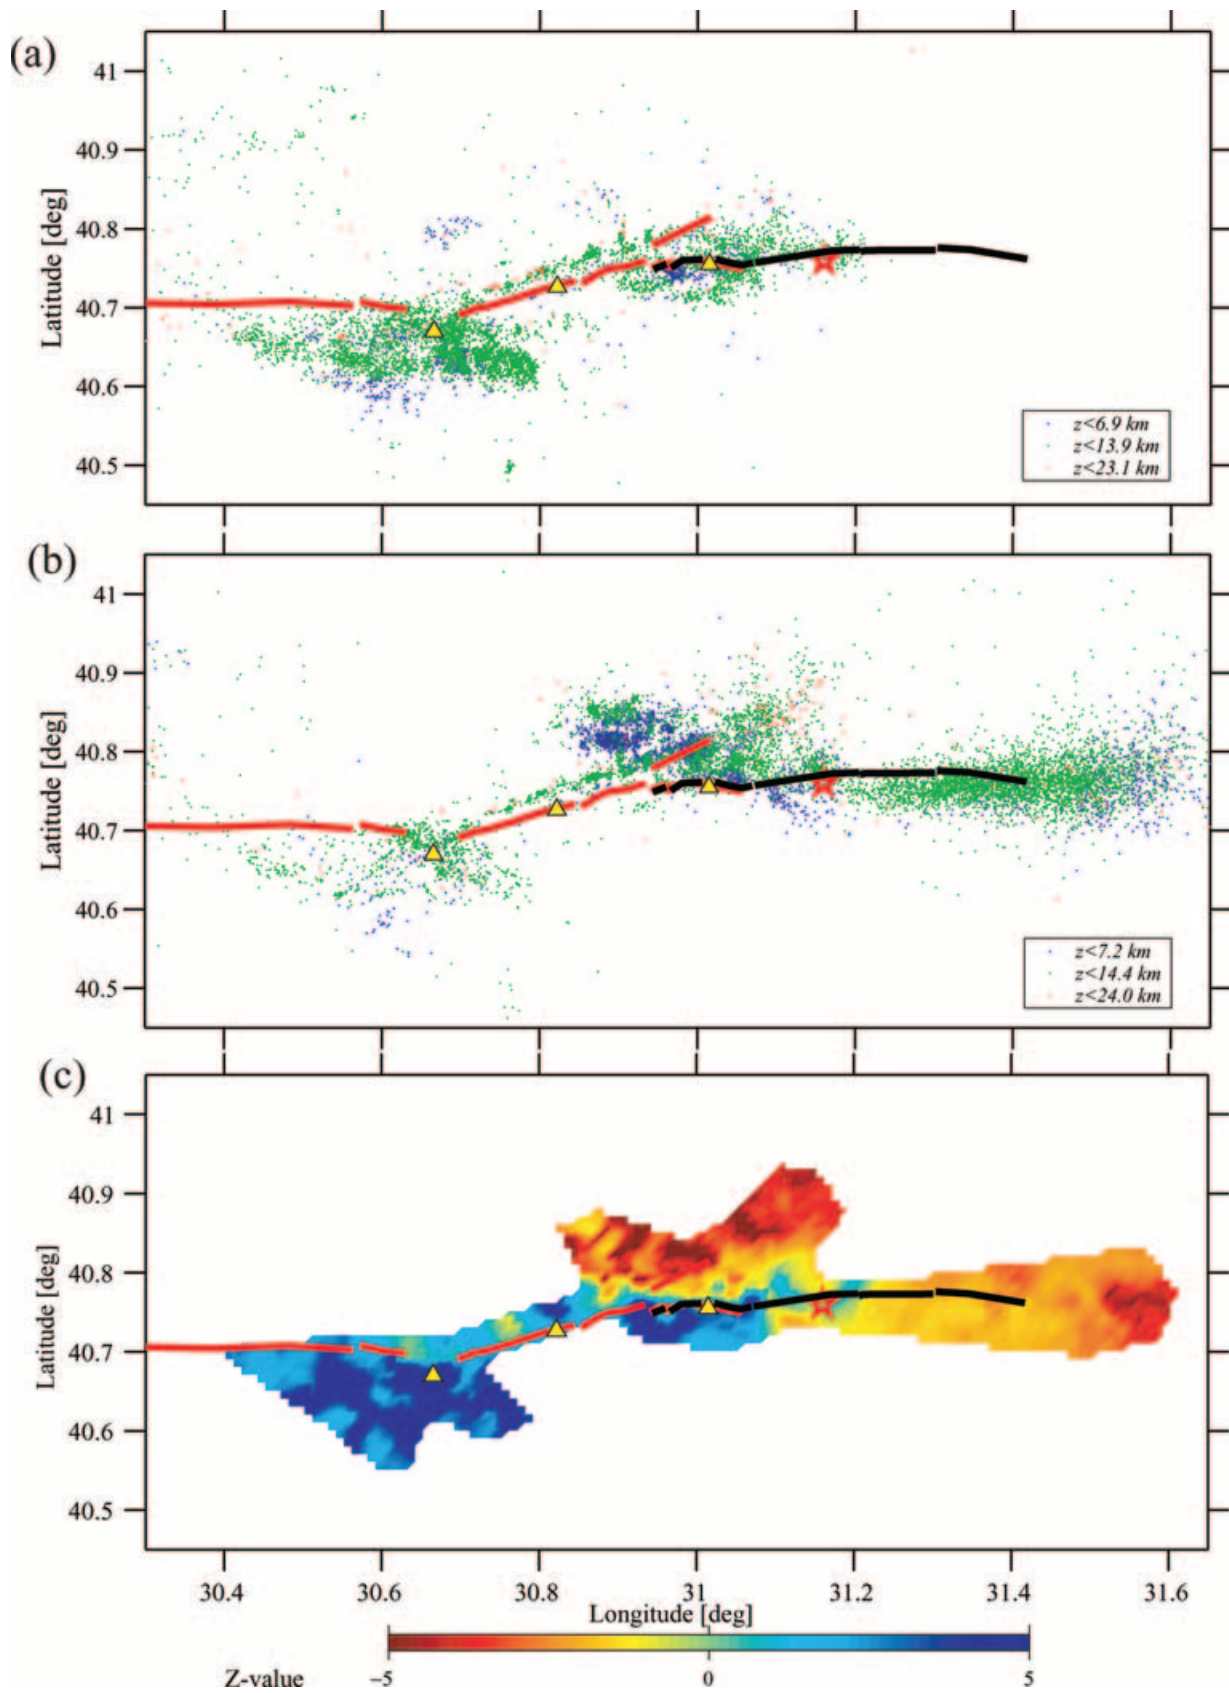 (a)
41
40.9
40.8
40.7
40.6
40.5
Latitude [deg]
z<6.9 km
z<13.9 km
z<23.1 km
(b)
41
40.9
40.8
40.7
40.6
40.5
Latitude [deg]
z<7.2 km
z<14.4 km
z<24.0 km
(c)
41
40.9
40.8
40.7
40.6
40.5
Latitude [deg]
30.4 30.6 30.8 31 31.2 31.4 31.6
Longitude [deg]
Z-value −5 0 5